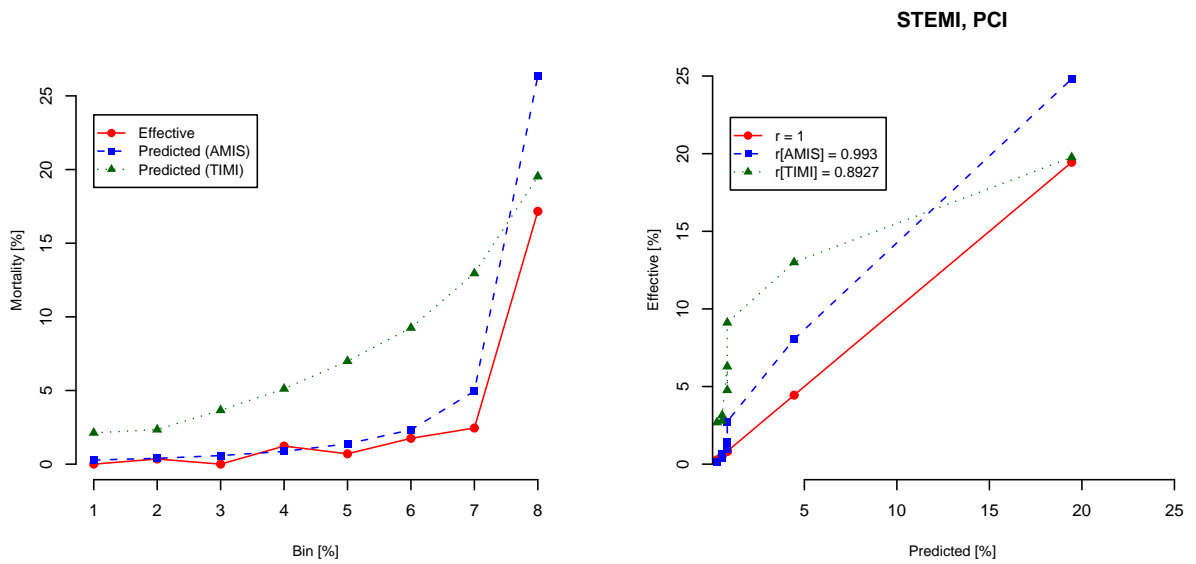 STEMI, PCI
Mortality [%]
25
20
15
10
5
0
Effective
Predicted (AMIS)
Predicted (TIMI)
1 2 3 4 5 6 7 8
Bin [%]
Effective [%]
25
20
15
10
5
0
r = 1
r[AMIS] = 0.993
r[TIMI] = 0.8927
5 10 15 20 25
Predicted [%]